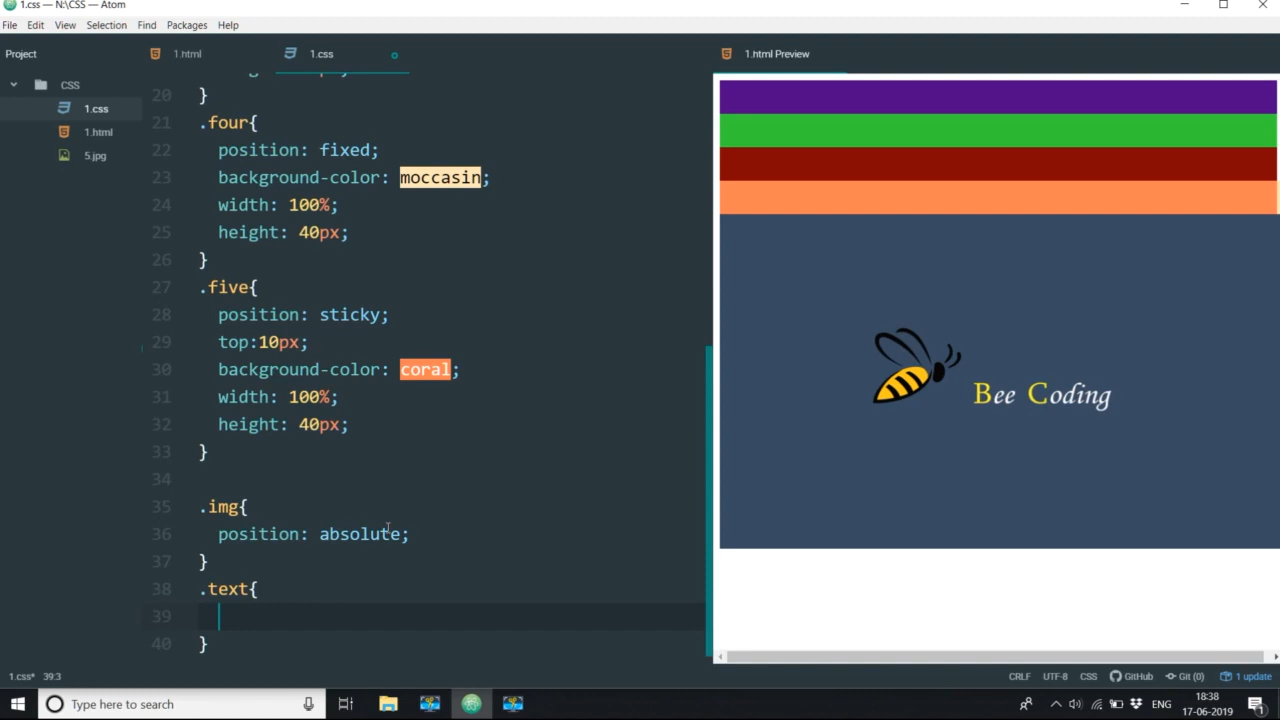 1.css — N:\CSS — Atom
File Edit View Selection Find Packages Help
Project
1.html
1.css
1.html Preview
CSS
1.css
1.html
5.jpg
20 }
21 .four{
22 position: fixed;
23 background-color: moccasin;
24 width: 100%;
25 height: 40px;
26 }
27 .five{
28 position: sticky;
29 top:10px;
30 background-color: coral;
31 width: 100%;
32 height: 40px;
33 }
34
35 .img{
36 position: absolute;
37 }
38 .text{
39
40 }
Bee Coding
1.css* 39:3
CRLF UTF-8 CSS GitHub Git (0) 1 update
Type here to search
ENG
18:38
17-06-2019
1